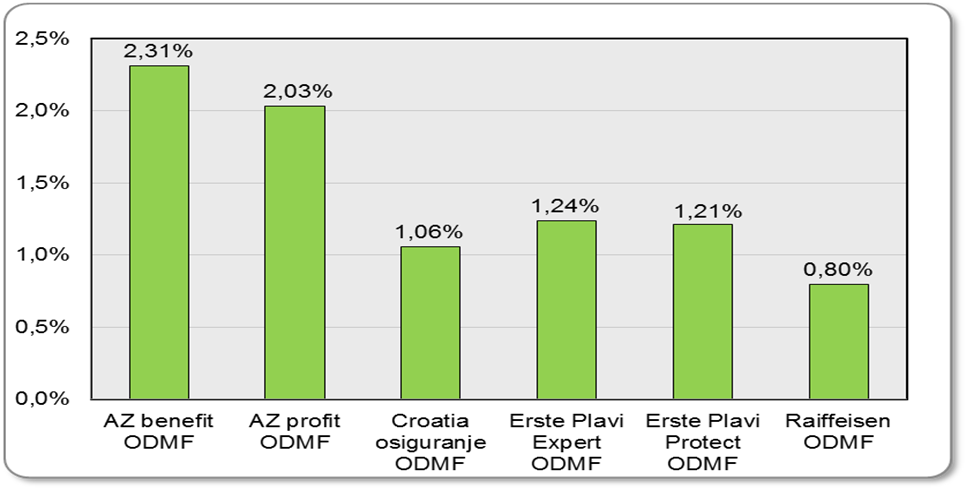 2,5%
2,0%
1,5%
1,0%
0,5%
0,0%
2,31%
2,03%
1,06%
1,24%
1,21%
0,80%
AZ benefit
ODMF
AZ profit
ODMF
Croatia
osiguranje
ODMF
Erste Plavi
Expert
ODMF
Erste Plavi
Protect
ODMF
Raiffeisen
ODMF